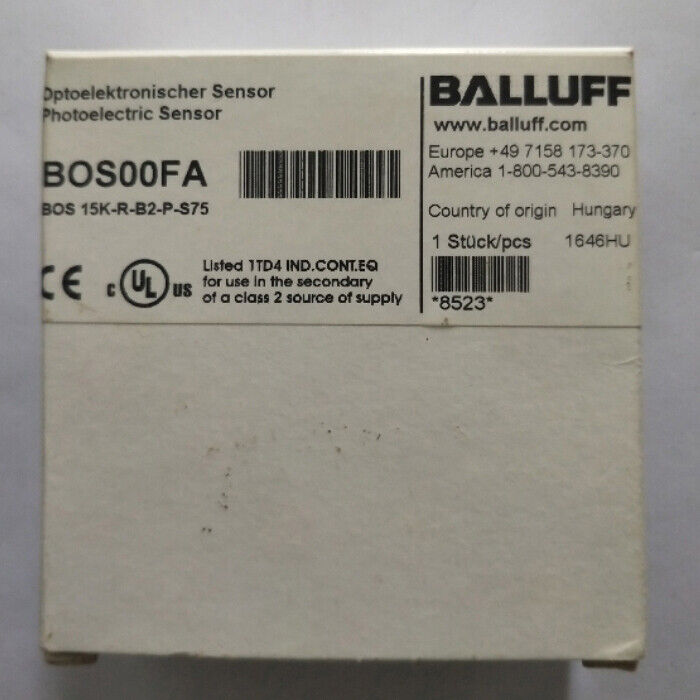 Optoelektronischer Sensor
Photoelectric Sensor
BOS00FA
BOS 15K-R-B2-P-S75
CE
c UL us
Listed 1TD4 IND.CONT.EQ
for use in the secondary
of a class 2 source of supply
BALLUFF
www.balluff.com
Europe +49 7158 173-370
America 1-800-543-8390
Country of origin Hungary
1 Stück/pcs 1646HU
*8523*